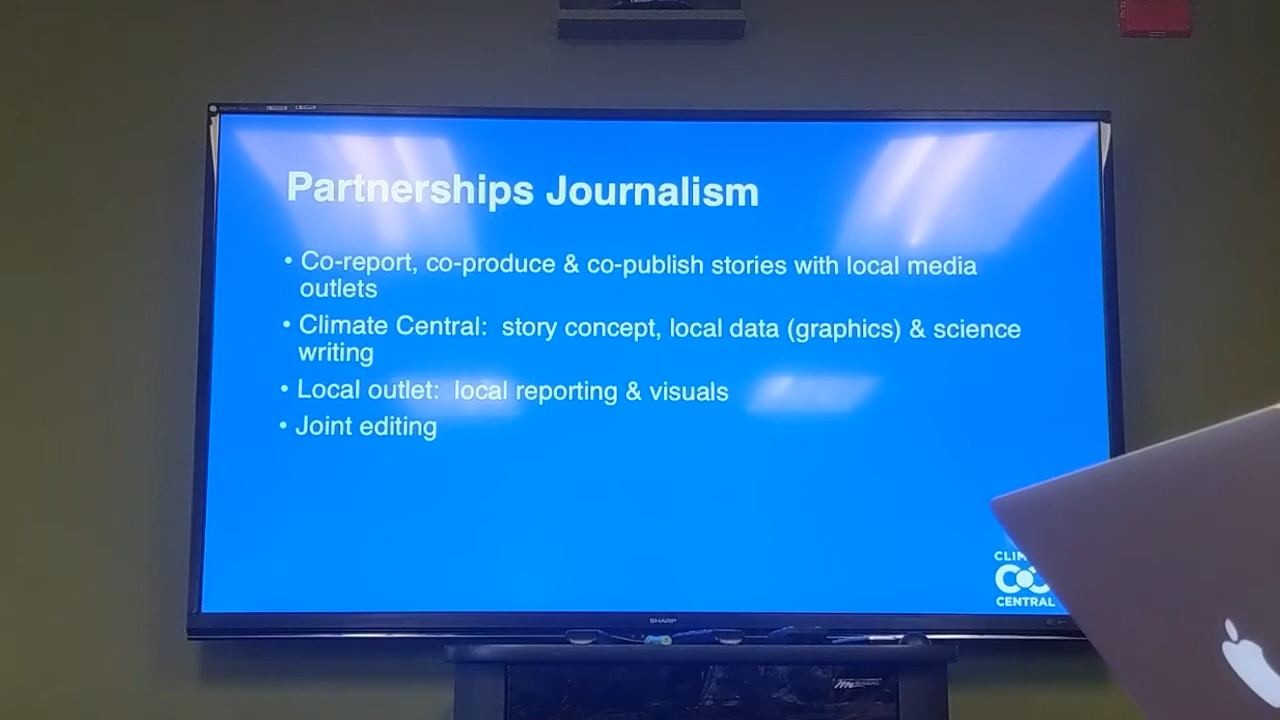 Partnerships Journalism
• Co-report, co-produce & co-publish stories with local media
outlets
• Climate Central: story concept, local data (graphics) & science
writing
• Local outlet: local reporting & visuals
• Joint editing
CLIM
CENTRAL
SHARP